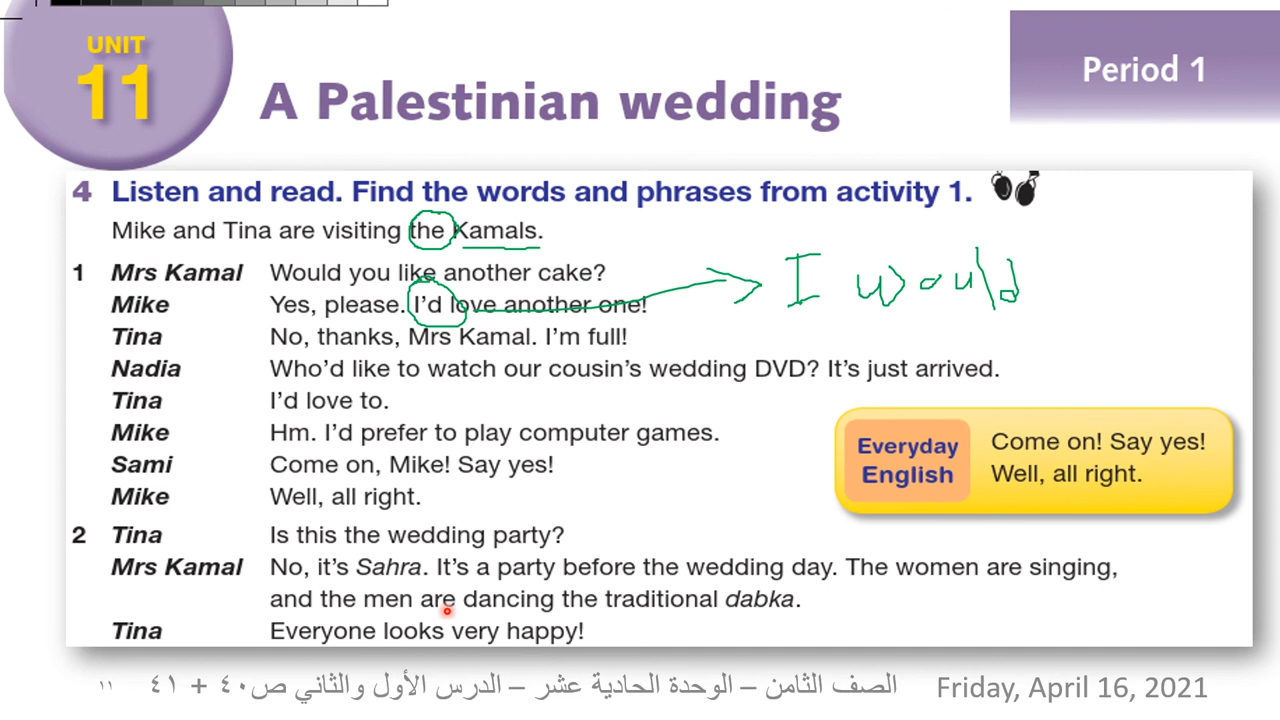 UNIT
11
A Palestinian wedding
Period 1
4 Listen and read. Find the words and phrases from activity 1.
Mike and Tina are visiting the Kamals.
1 Mrs Kamal Would you like another cake?
Mike Yes, please. I'd love another one!
I would
Tina No, thanks, Mrs Kamal. I'm full!
Nadia Who'd like to watch our cousin's wedding DVD? It's just arrived.
Tina I'd love to.
Mike Hm. I'd prefer to play computer games.
Sami Come on, Mike! Say yes!
Mike Well, all right.
Everyday
English
Come on! Say yes!
Well, all right.
2 Tina Is this the wedding party?
Mrs Kamal No, it's Sahra. It's a party before the wedding day. The women are singing,
and the men are dancing the traditional dabka.
Tina Everyone looks very happy!
الصف الثامن – الوحدة الحادية عشر – الدرس الأول والثاني ص٤٠ + ٤١
١١
Friday, April 16, 2021